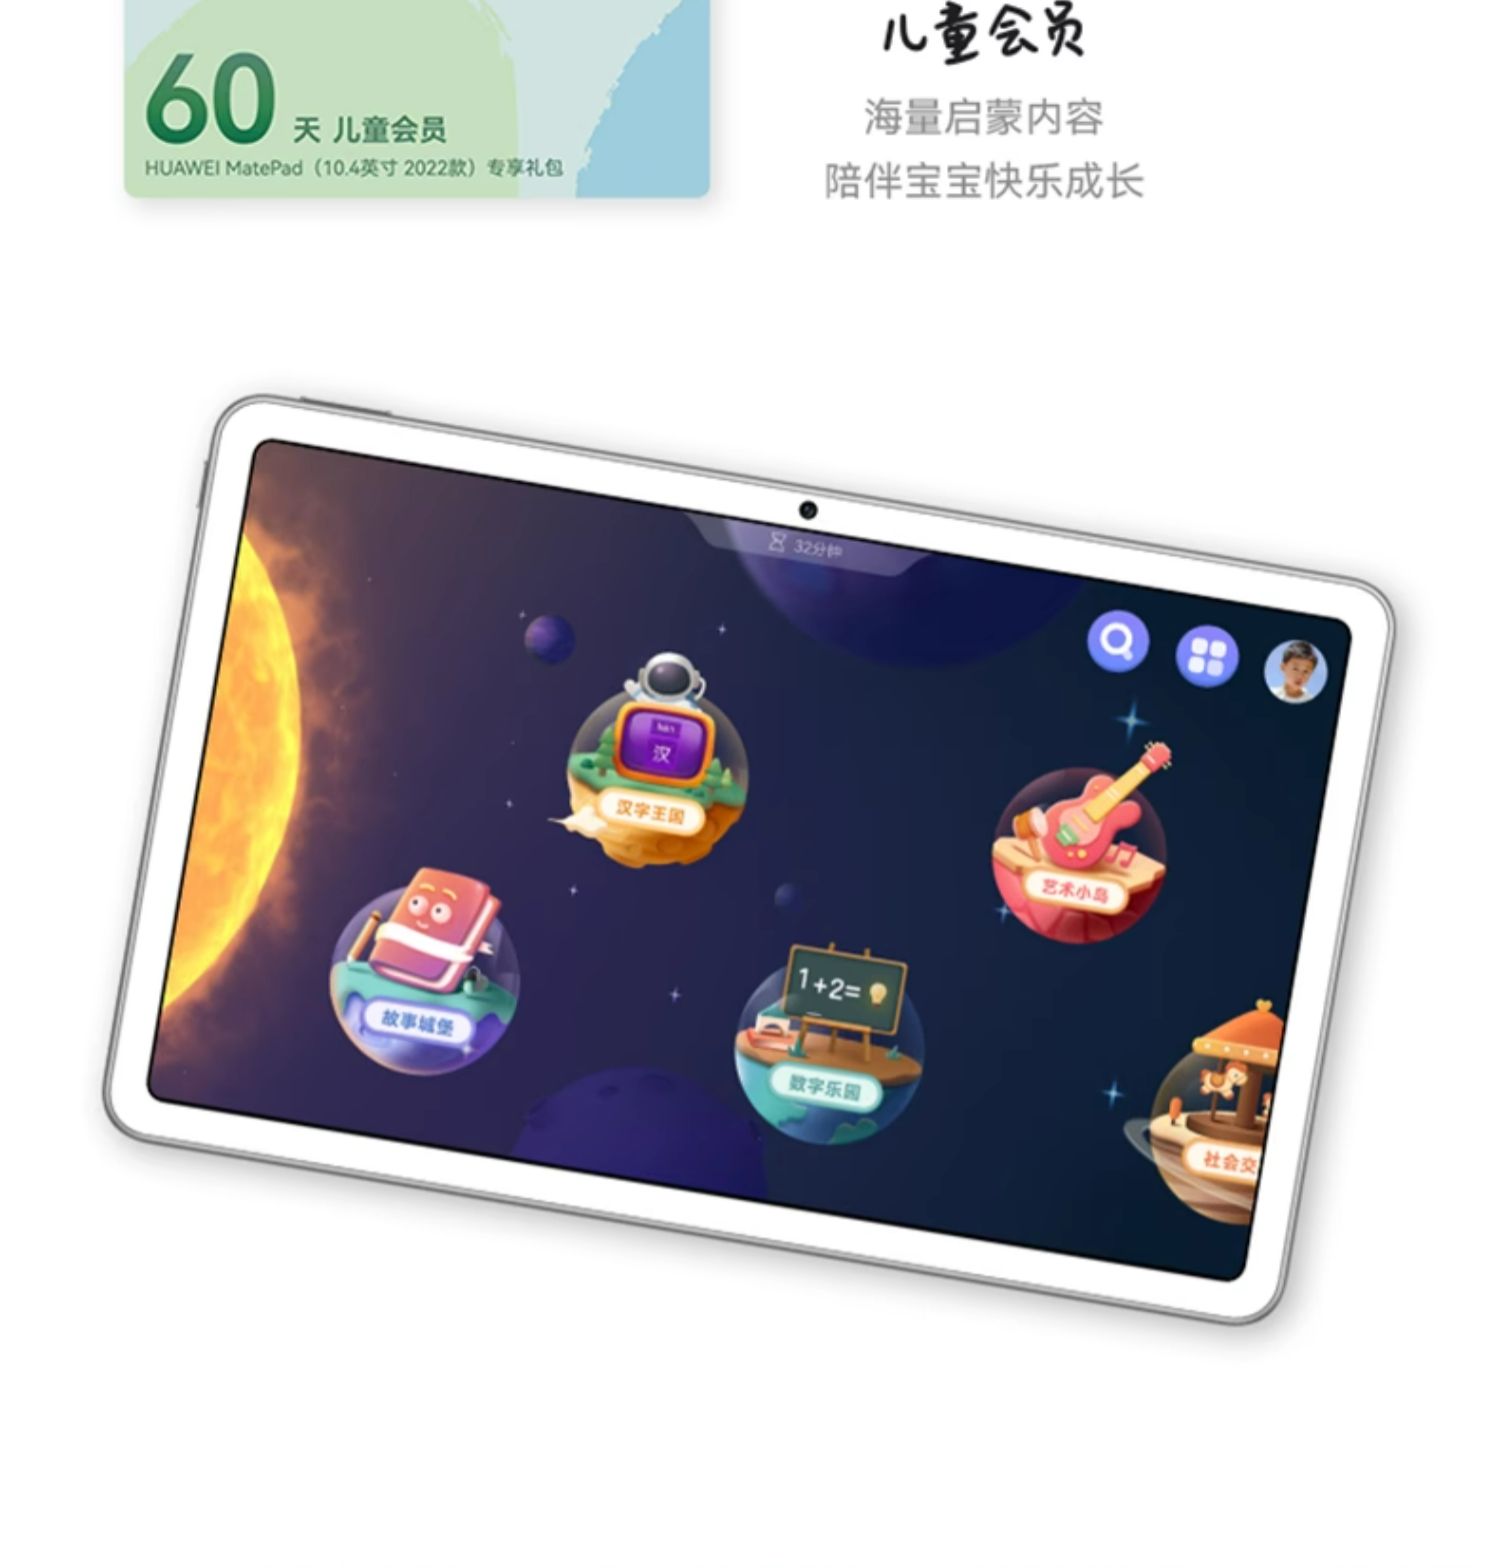 儿童会员
海量启蒙内容
陪伴宝宝快乐成长
60天 儿童会员
HUAWEI MatePad（10.4英寸 2022款）专享礼包
32分钟
汉
汉字王国
艺术小岛
故事城堡
1+2=
数字乐园
社会交